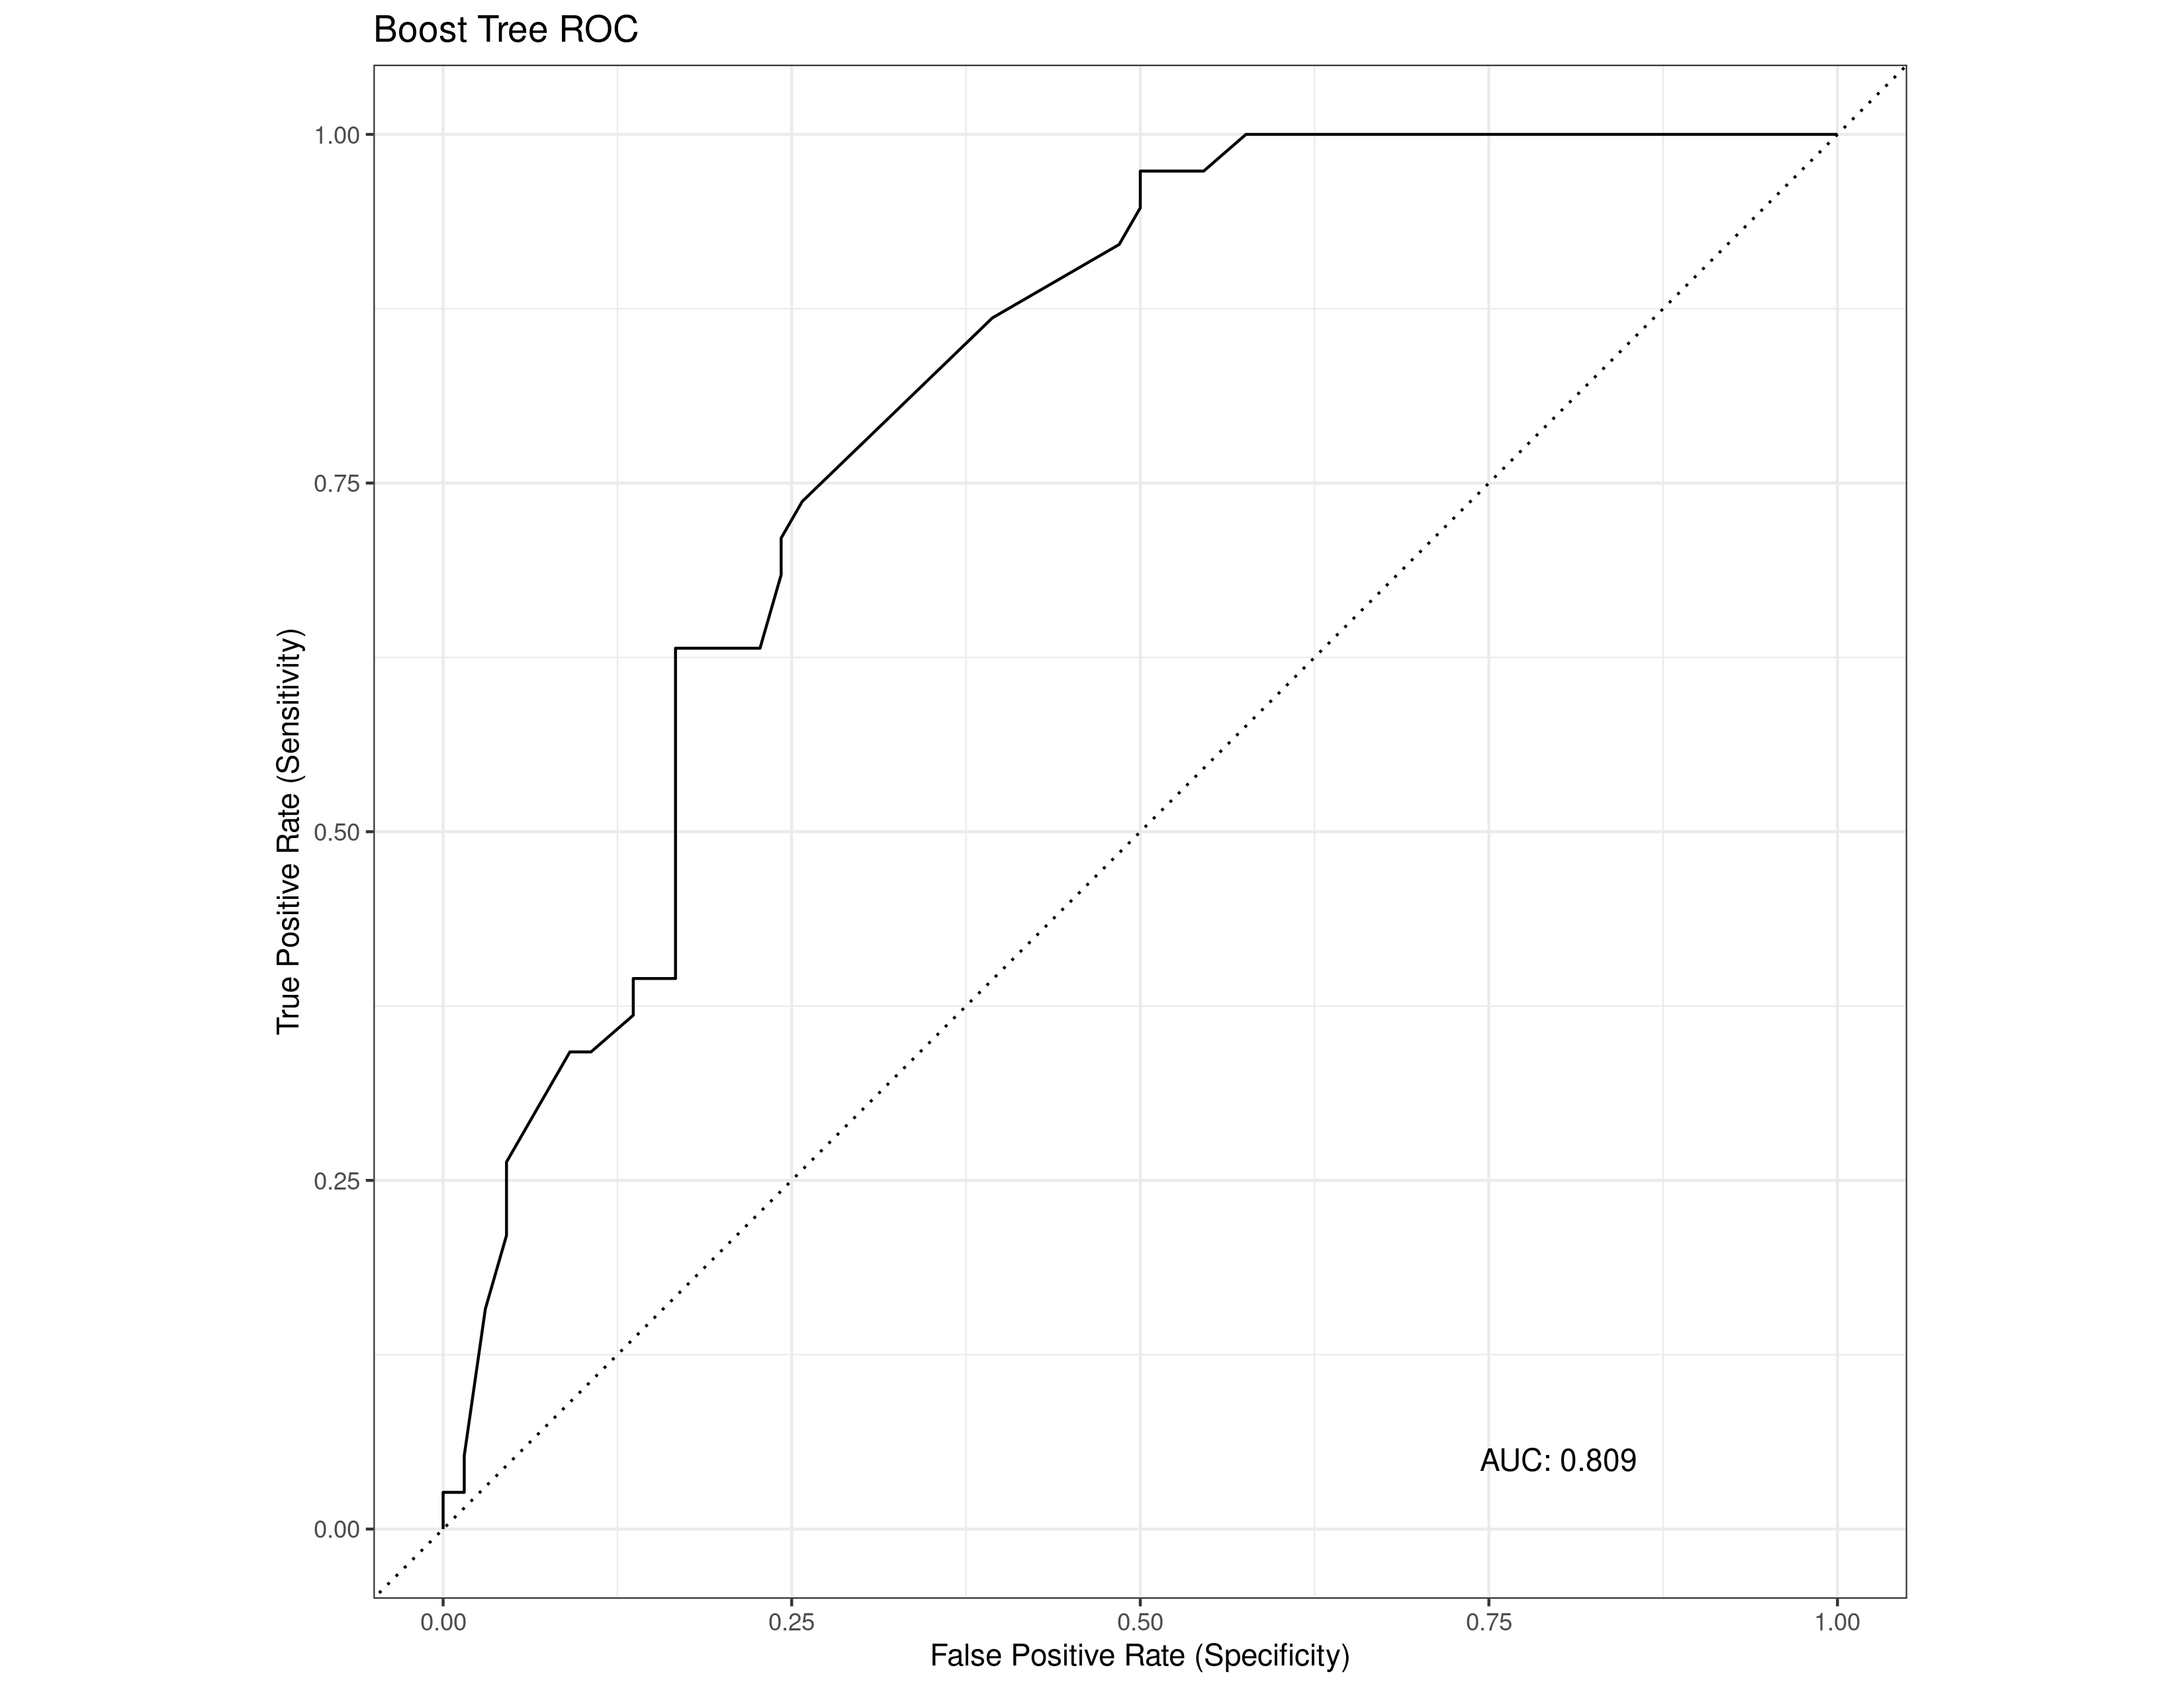 Boost Tree ROC
True Positive Rate (Sensitivity)
1.00
0.75
0.50
0.25
0.00
AUC: 0.809
0.00 0.25 0.50 0.75 1.00
False Positive Rate (Specificity)